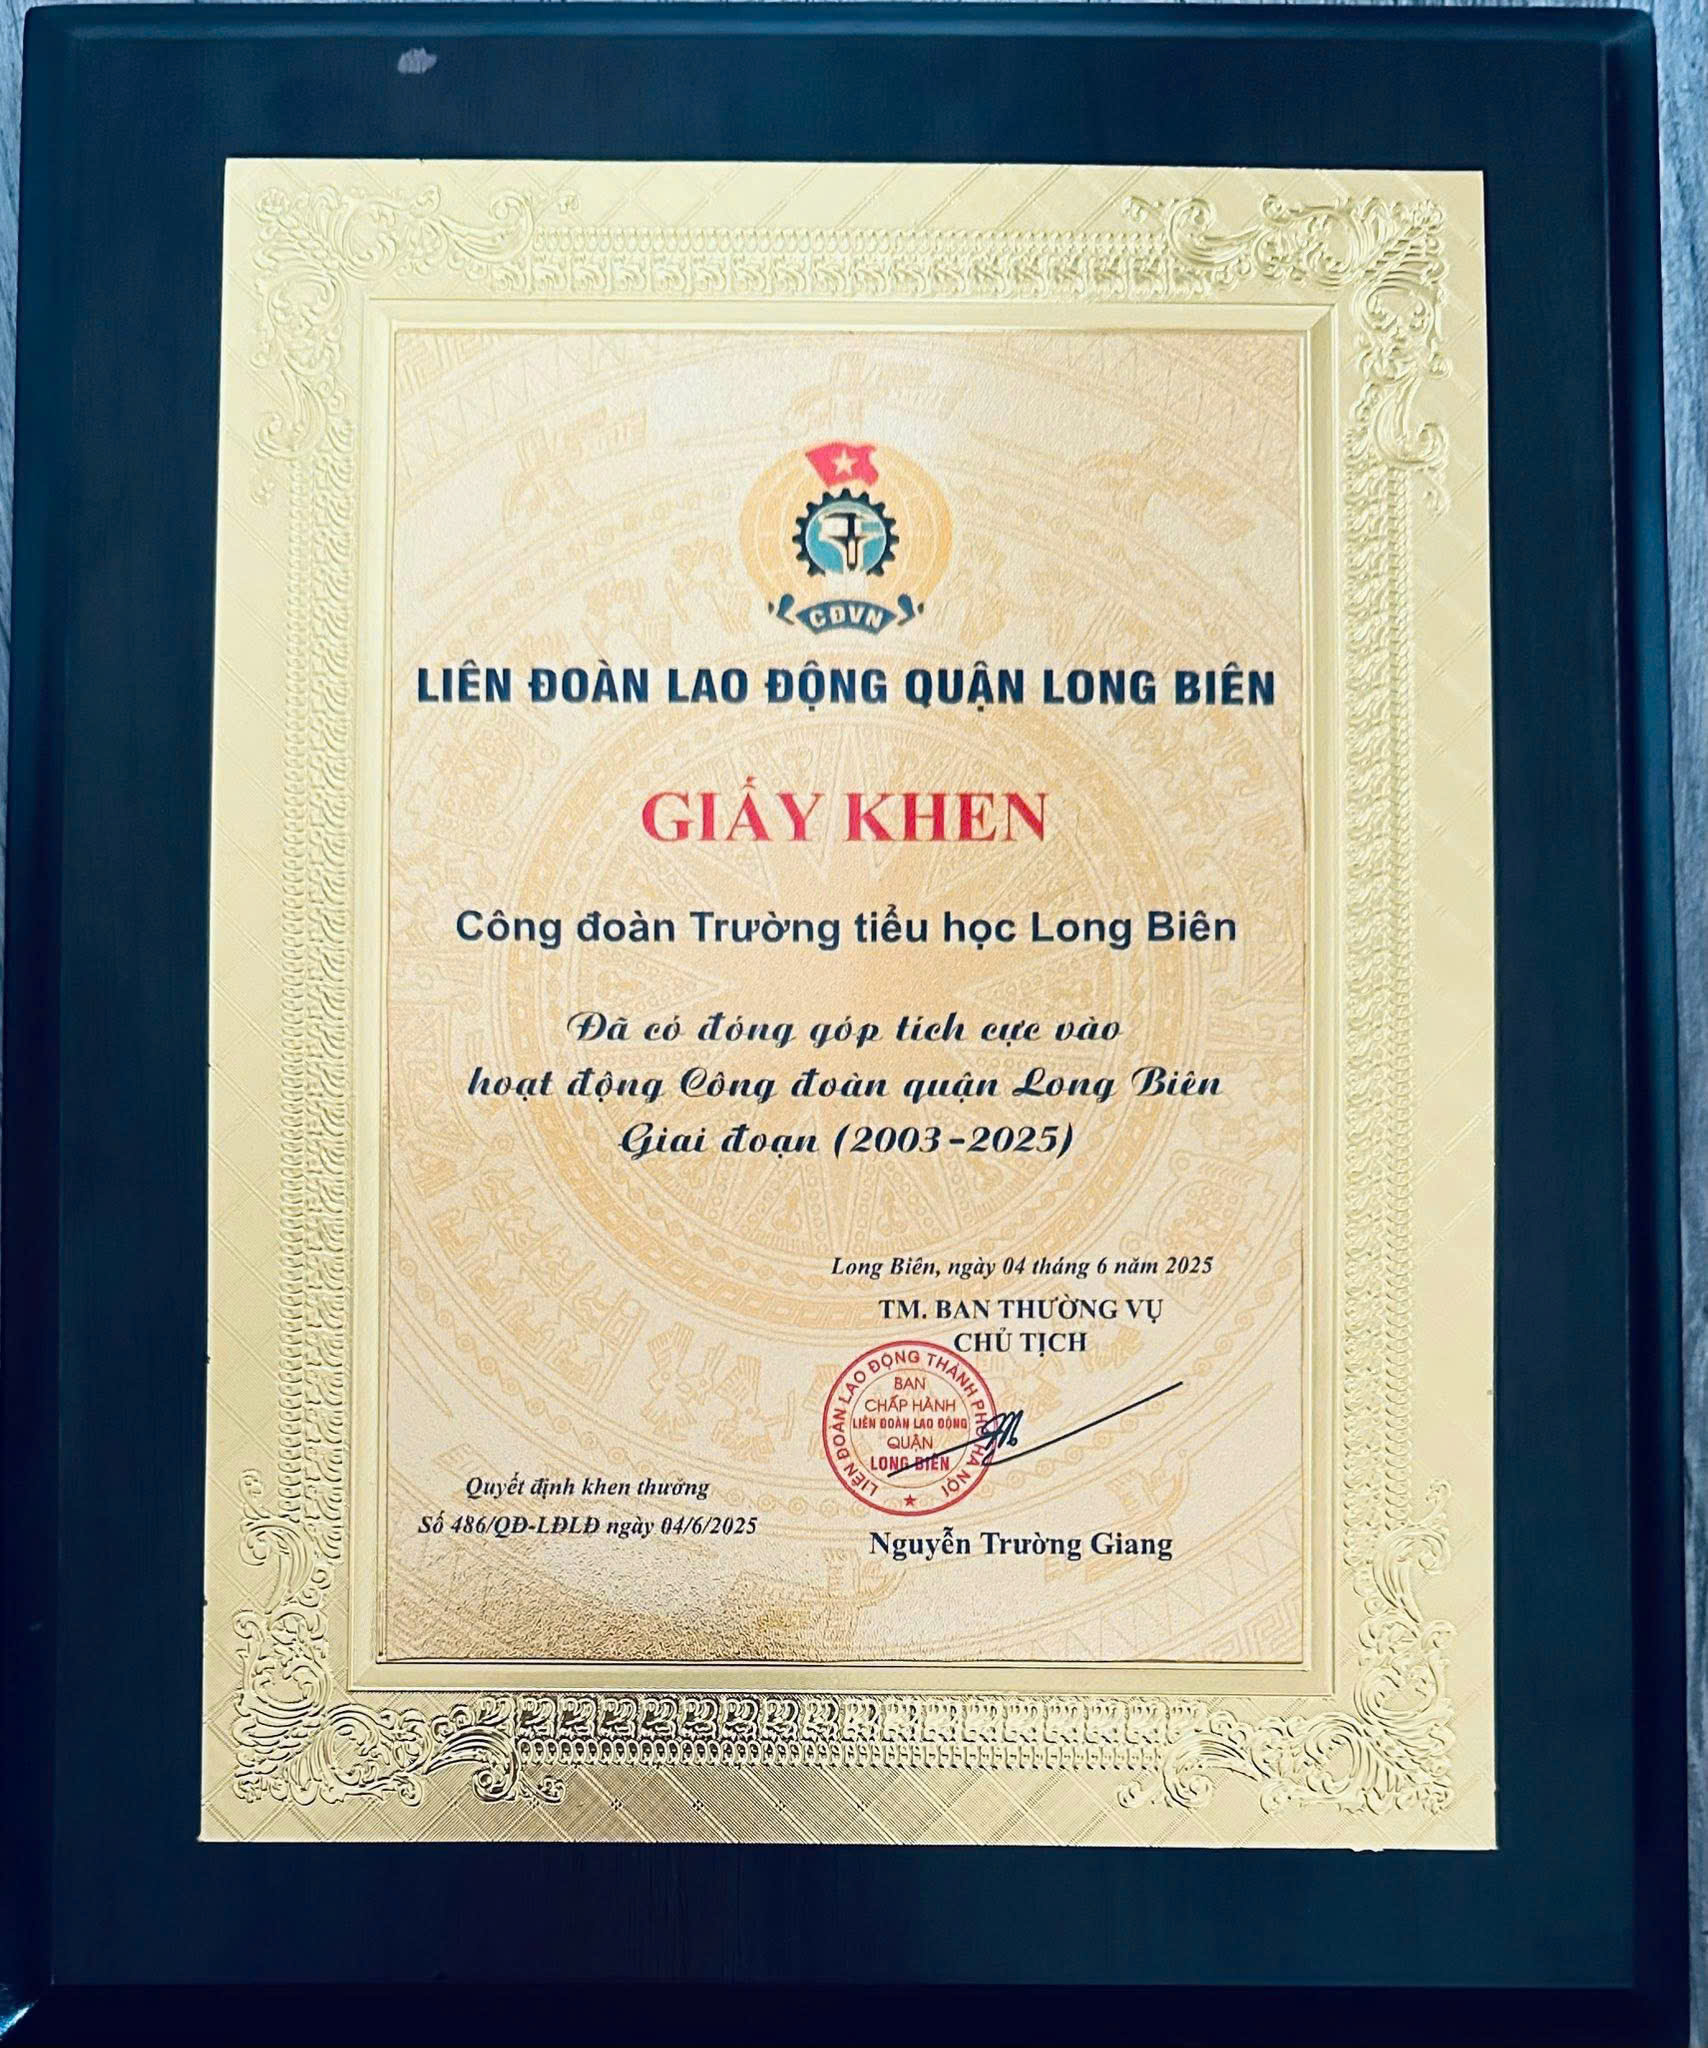 CĐVN
LIÊN ĐOÀN LAO ĐỘNG QUẬN LONG BIÊN
GIẤY KHEN
Công đoàn Trường tiểu học Long Biên
Đã có đóng góp tích cực vào
hoạt động Công đoàn quận Long Biên
Giai đoạn (2003-2025)
Long Biên, ngày 04 tháng 6 năm 2025
TM. BAN THƯỜNG VỤ
CHỦ TỊCH
LIÊN ĐOÀN LAO ĐỘNG THÀNH PHỐ HÀ NỘI
BAN
CHẤP HÀNH
LIÊN ĐOÀN LAO ĐỘNG
QUẬN
LONG BIÊN
Quyết định khen thưởng
Số 486/QĐ-LĐLĐ ngày 04/6/2025
Nguyễn Trường Giang